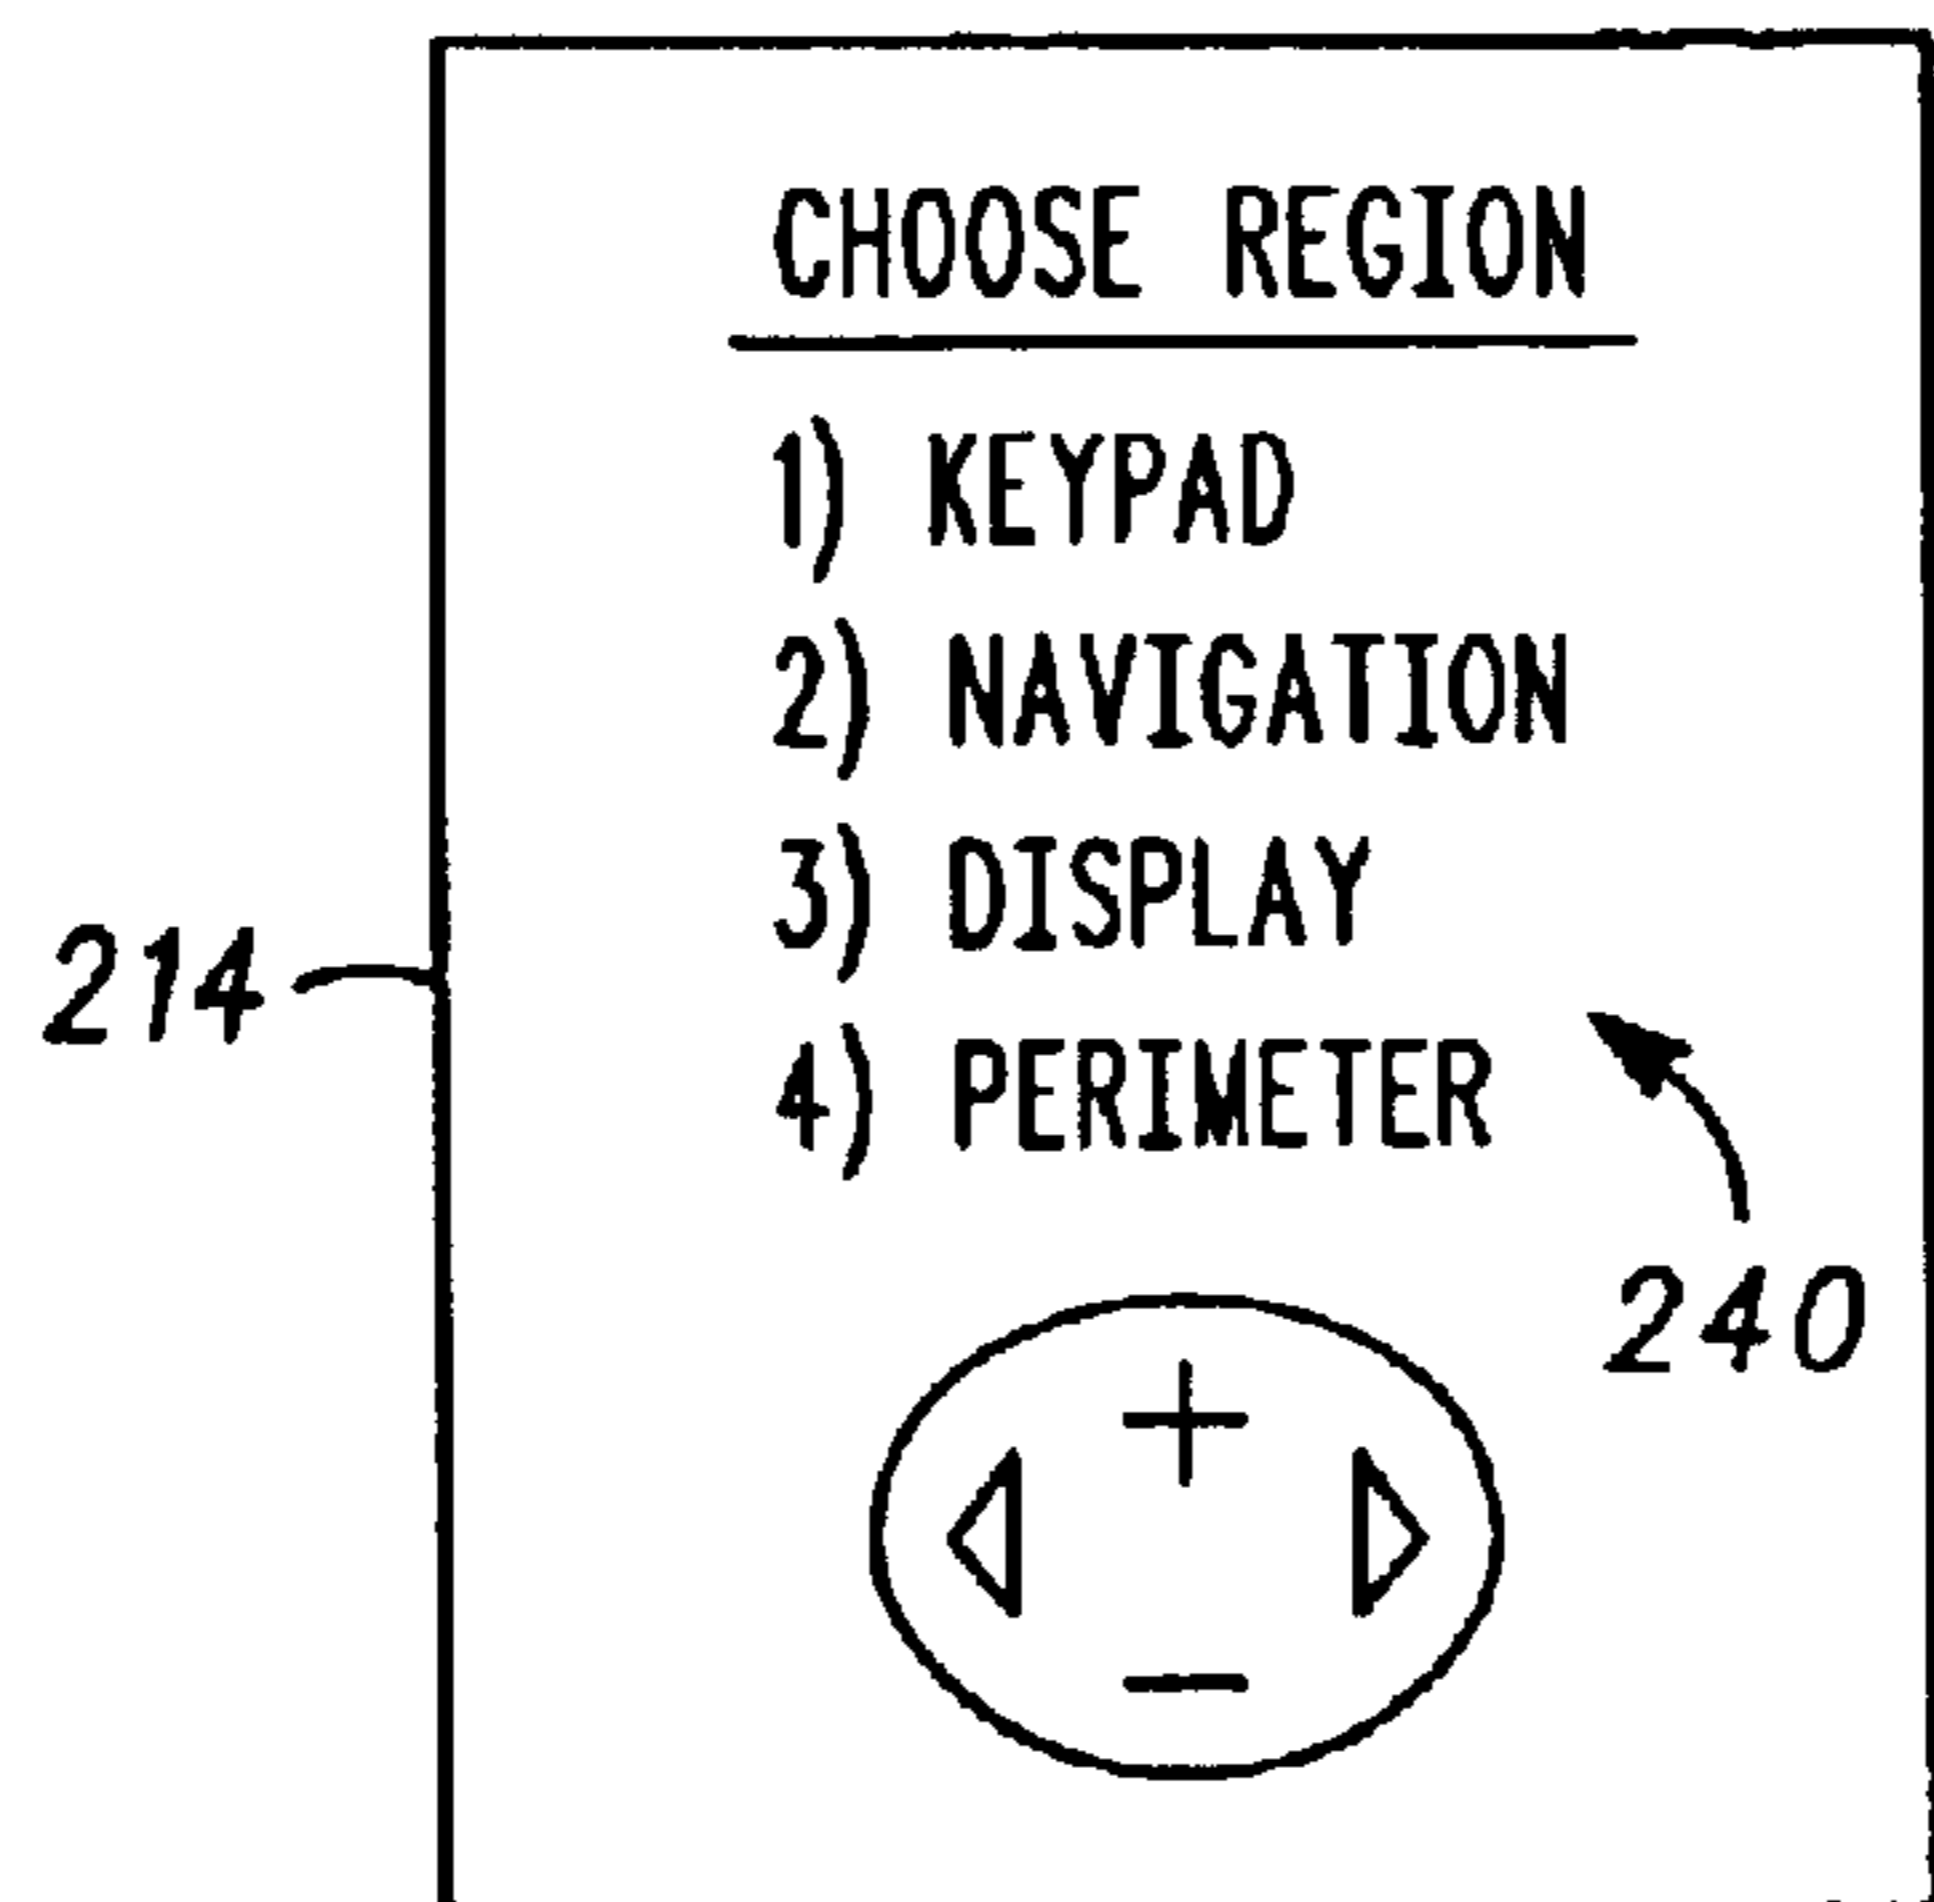 CHOOSE REGION
1) KEYPAD
2) NAVIGATION
3) DISPLAY
214
4) PERIMETER
240
+
−